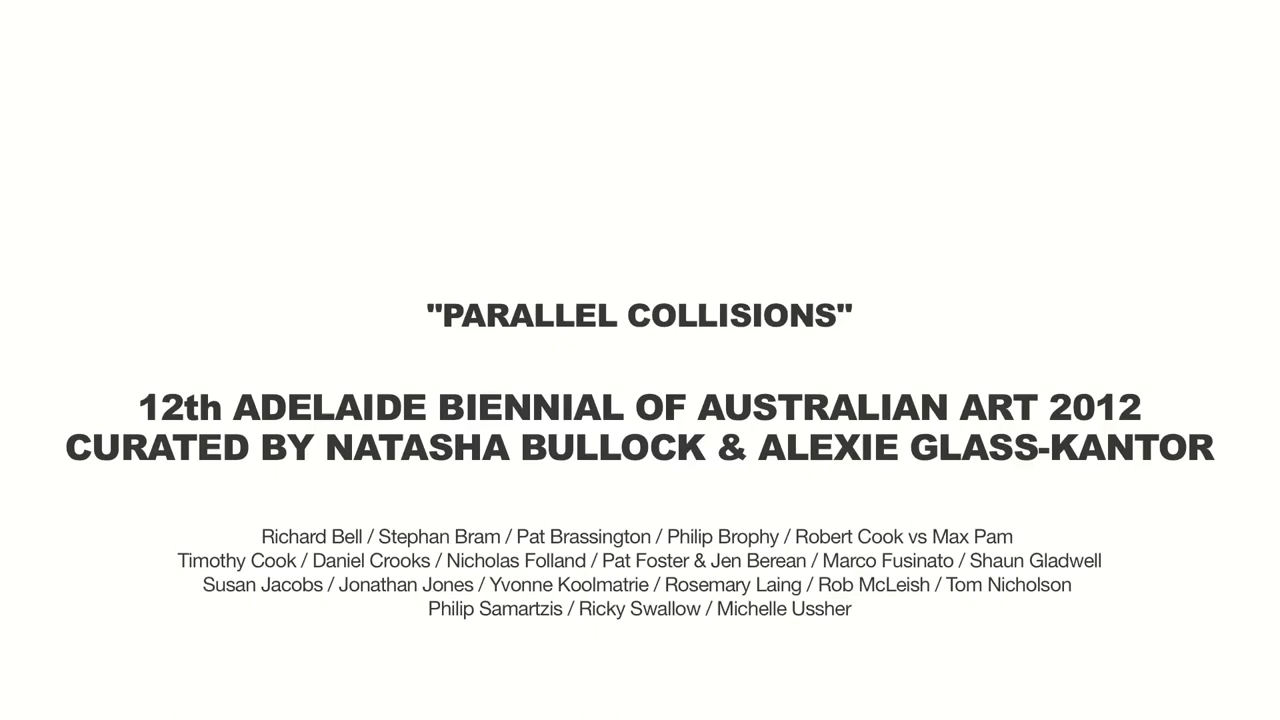 "PARALLEL COLLISIONS"
12th ADELAIDE BIENNIAL OF AUSTRALIAN ART 2012
CURATED BY NATASHA BULLOCK & ALEXIE GLASS-KANTOR
Richard Bell / Stephan Bram / Pat Brassington / Philip Brophy / Robert Cook vs Max Pam
Timothy Cook / Daniel Crooks / Nicholas Folland / Pat Foster & Jen Berean / Marco Fusinato / Shaun Gladwell
Susan Jacobs / Jonathan Jones / Yvonne Koolmatrie / Rosemary Laing / Rob McLeish / Tom Nicholson
Philip Samartzis / Ricky Swallow / Michelle Ussher